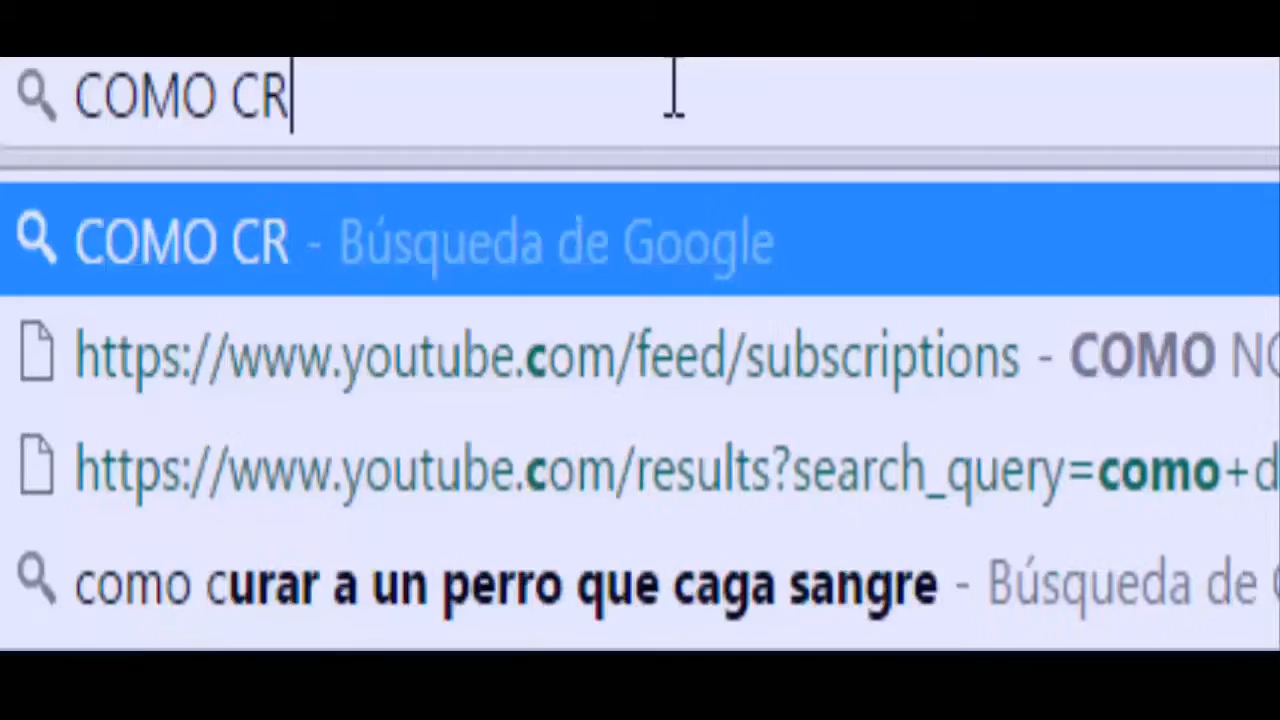 COMO CR
COMO CR - Búsqueda de Google
https://www.youtube.com/feed/subscriptions - COMO
https://www.youtube.com/results?search_query=como+d
como curar a un perro que caga sangre - Búsqueda de